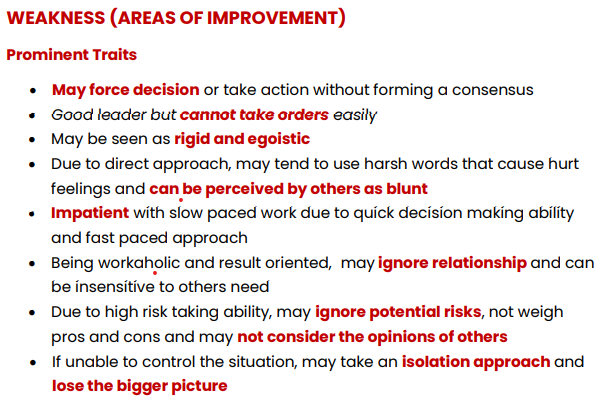 WEAKNESS (AREAS OF IMPROVEMENT)
Prominent Traits
• May force decision or take action without forming a consensus
• Good leader but cannot take orders easily
• May be seen as rigid and egoistic
• Due to direct approach, may tend to use harsh words that cause hurt
feelings and can be perceived by others as blunt
• Impatient with slow paced work due to quick decision making ability
and fast paced approach
• Being workaholic and result oriented, may ignore relationship and can
be insensitive to others need
• Due to high risk taking ability, may ignore potential risks, not weigh
pros and cons and may not consider the opinions of others
• If unable to control the situation, may take an isolation approach and
lose the bigger picture